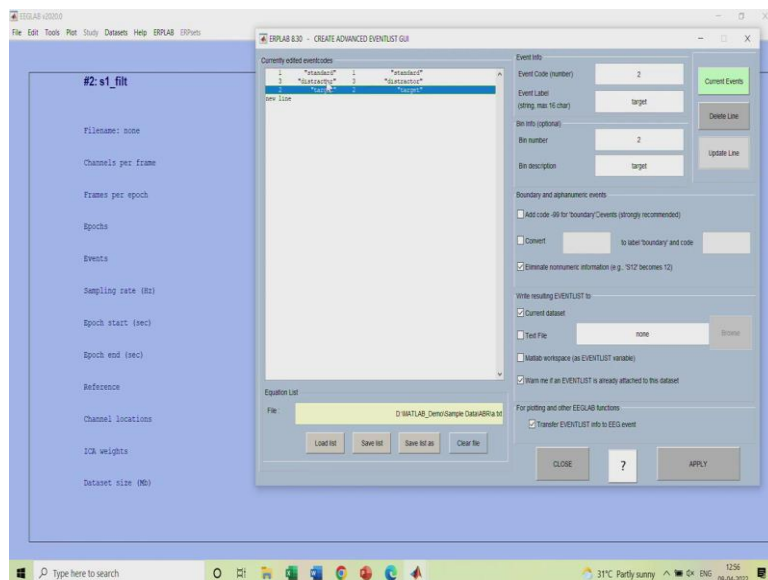 EEGLAB v2020.0
File Edit Tools Plot Study Datasets Help ERPLAB ERPsets
#2: s1_filt
Filename: none
Channels per frame
Frames per epoch
Epochs
Events
Sampling rate (Hz)
Epoch start (sec)
Epoch end (sec)
Reference
Channel locations
ICA weights
Dataset size (Mb)
ERPLAB 8.30 - CREATE ADVANCED EVENTLIST GUI
Currently edited eventcodes
1 "standard" 1 "standard"
3 "distractor" 3 "distractor"
2 "target" 2 "target"
new line
Equation List
File D:\MATLAB_Demo\Sample Data\ABR\a.txt
Load list Save list Save list as Clear file
Event Info
Event Code (number) 2
Event Label
(string, max 16 char) target
Bin Info (optional)
Bin number 2
Bin description target
Current Events
Delete Line
Update Line
Boundary and alphanumeric events
Add code -99 for 'boundary' events (strongly recommended)
Convert to label 'boundary' and code
Eliminate nonnumeric information (e.g., 'S12' becomes 12)
Write resulting EVENTLIST to
Current dataset
Text File none Browse
Matlab workspace (as EVENTLIST variable)
Warn me if an EVENTLIST is already attached to this dataset
For plotting and other EEGLAB functions
Transfer EVENTLIST info to EEG event
CLOSE ? APPLY
Type here to search
31°C Partly sunny ENG 12:56
08-04-2022